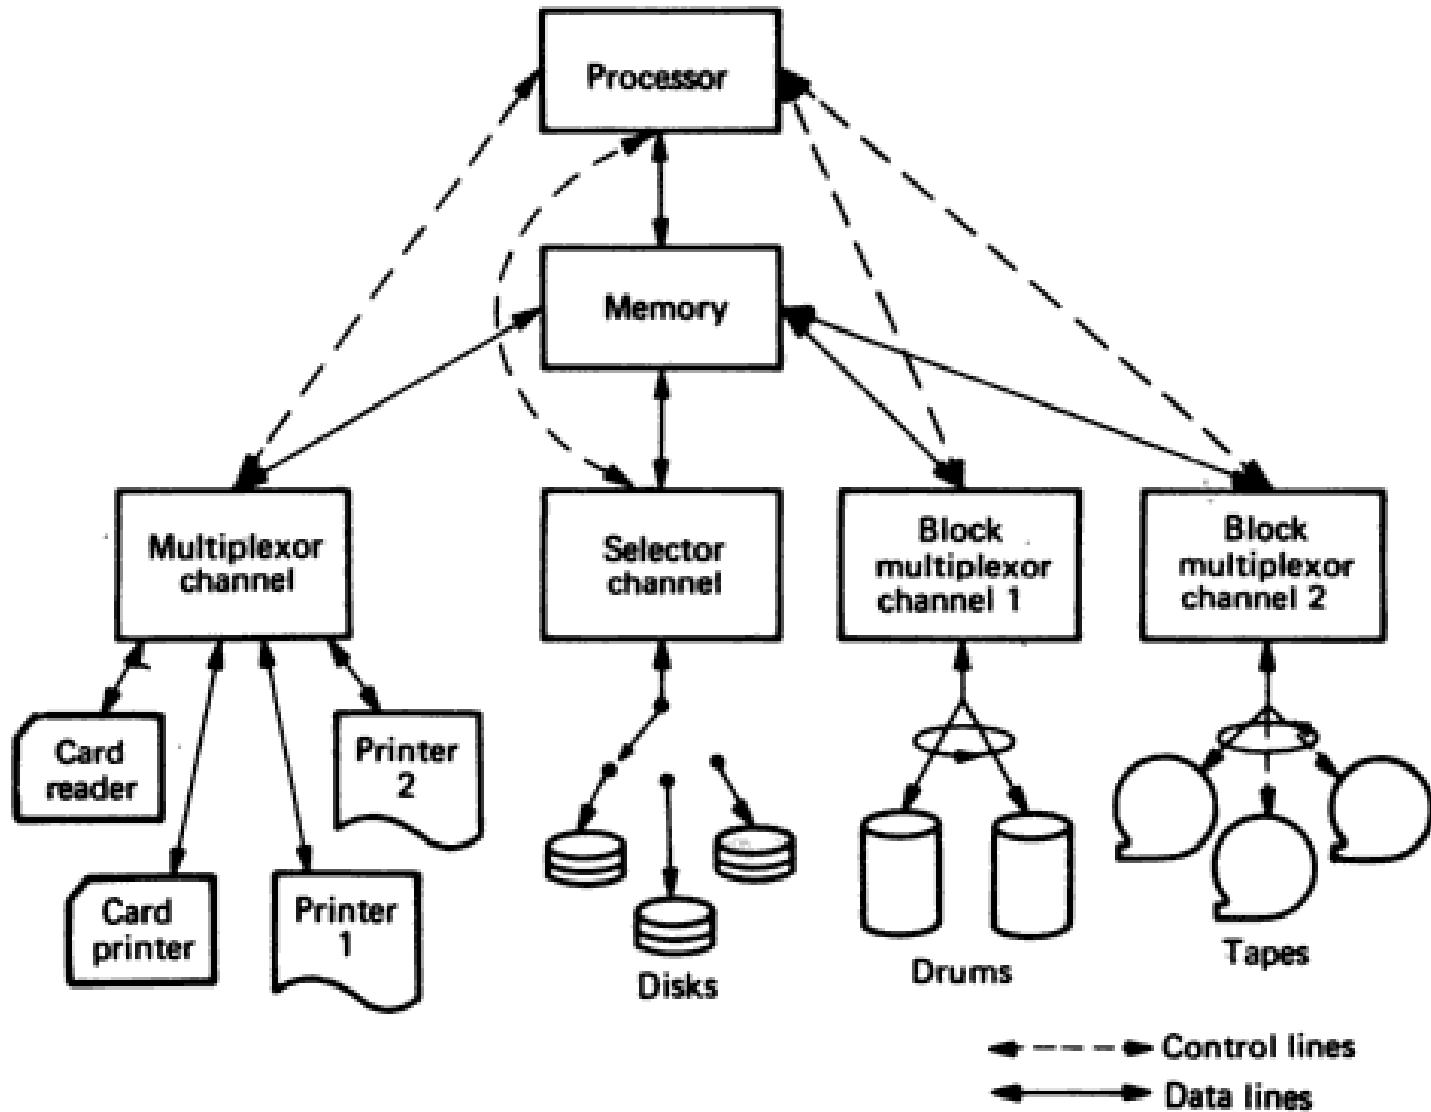 Processor
Memory
Multiplexor
channel
Selector
channel
Block
multiplexor
channel 1
Block
multiplexor
channel 2
Card
reader
Printer
2
Card
printer
Printer
1
Disks
Drums
Tapes
Control lines
Data lines